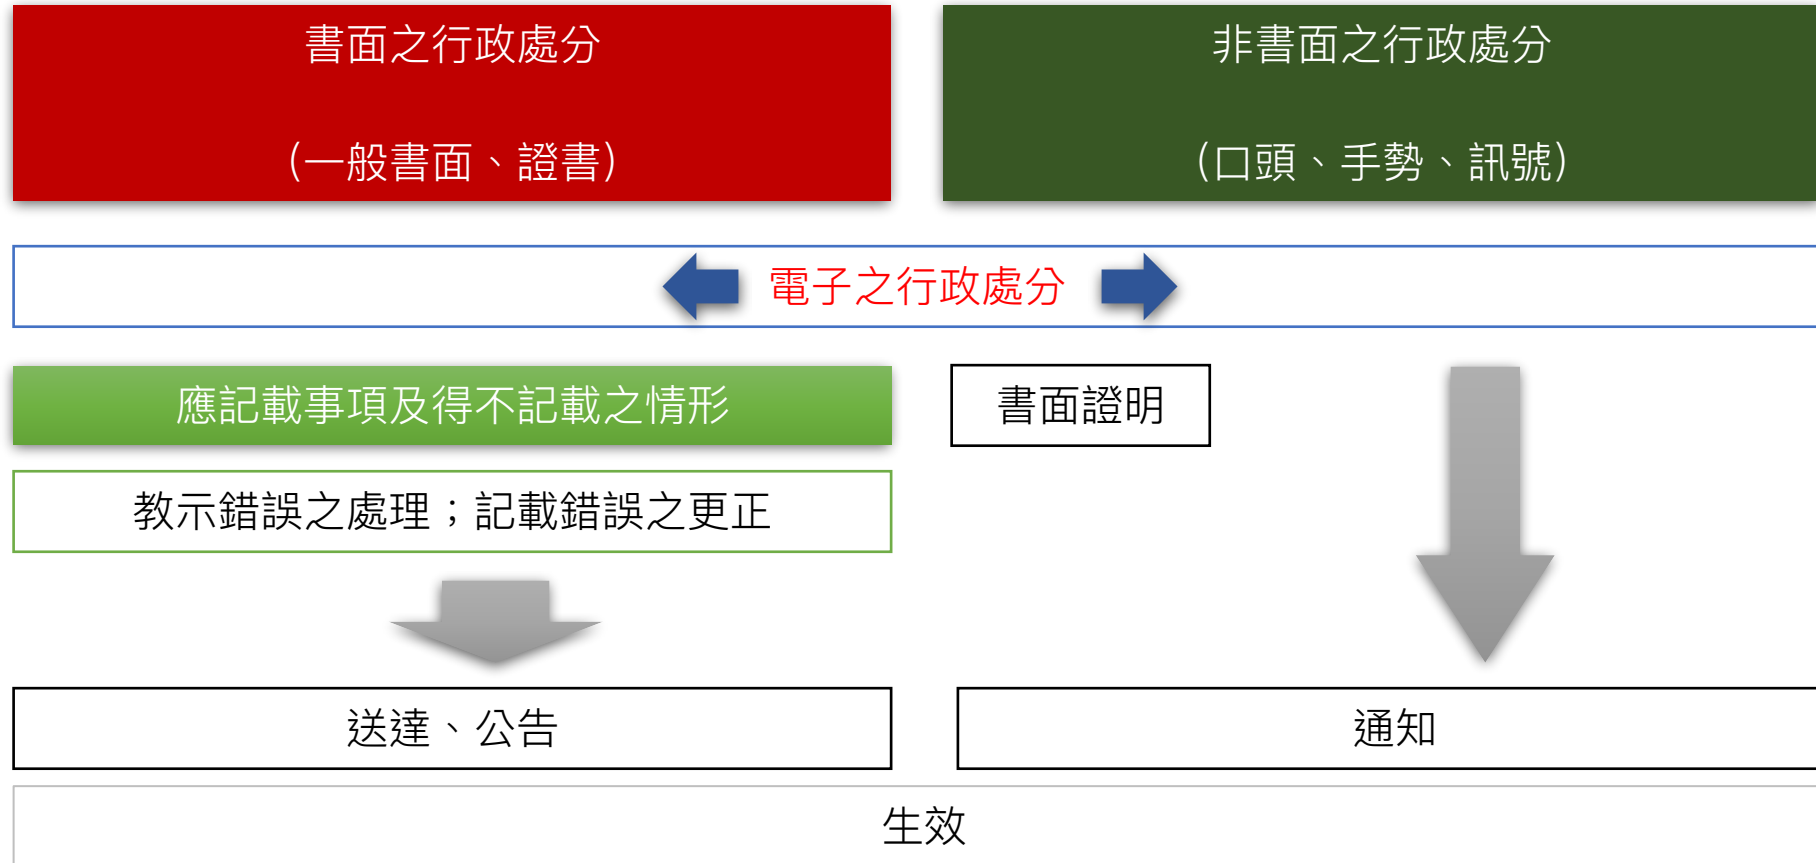 書面之行政處分
（一般書面、證書）
非書面之行政處分
（口頭、手勢、訊號）
電子之行政處分
應記載事項及得不記載之情形
書面證明
教示錯誤之處理；記載錯誤之更正
送達、公告
通知
生效